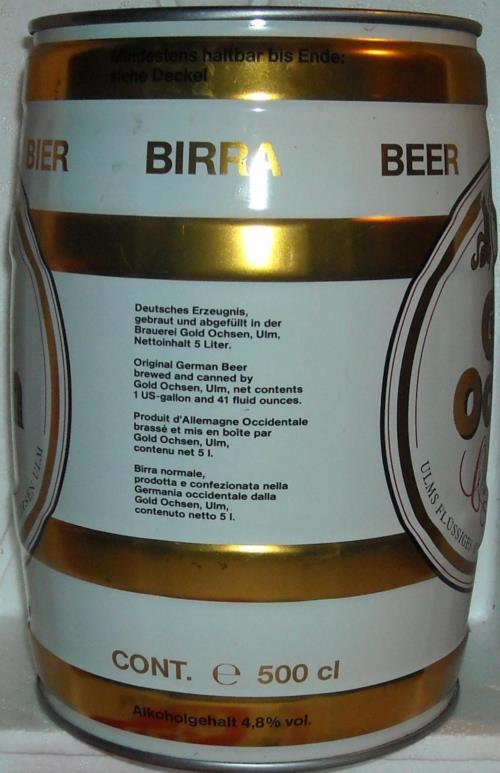 Mindestens haltbar bis Ende:
siehe Deckel
BIER BIRRA BEER
Deutsches Erzeugnis,
gebraut und abgefüllt in der
Brauerei Gold Ochsen, Ulm,
Nettoinhalt 5 Liter.
Original German Beer
brewed and canned by
Gold Ochsen, Ulm, net contents
1 US-gallon and 41 fluid ounces.
Produit d'Allemagne Occidentale
brassé et mis en boîte par
Gold Ochsen, Ulm,
contenu net 5 l.
Birra normale,
prodotta e confezionata nella
Germania occidentale dalla
Gold Ochsen, Ulm,
contenuto netto 5 l.
ULM
ULMS FLÜSSIGES
CONT. ℮ 500 cl
Alkoholgehalt 4,8% vol.